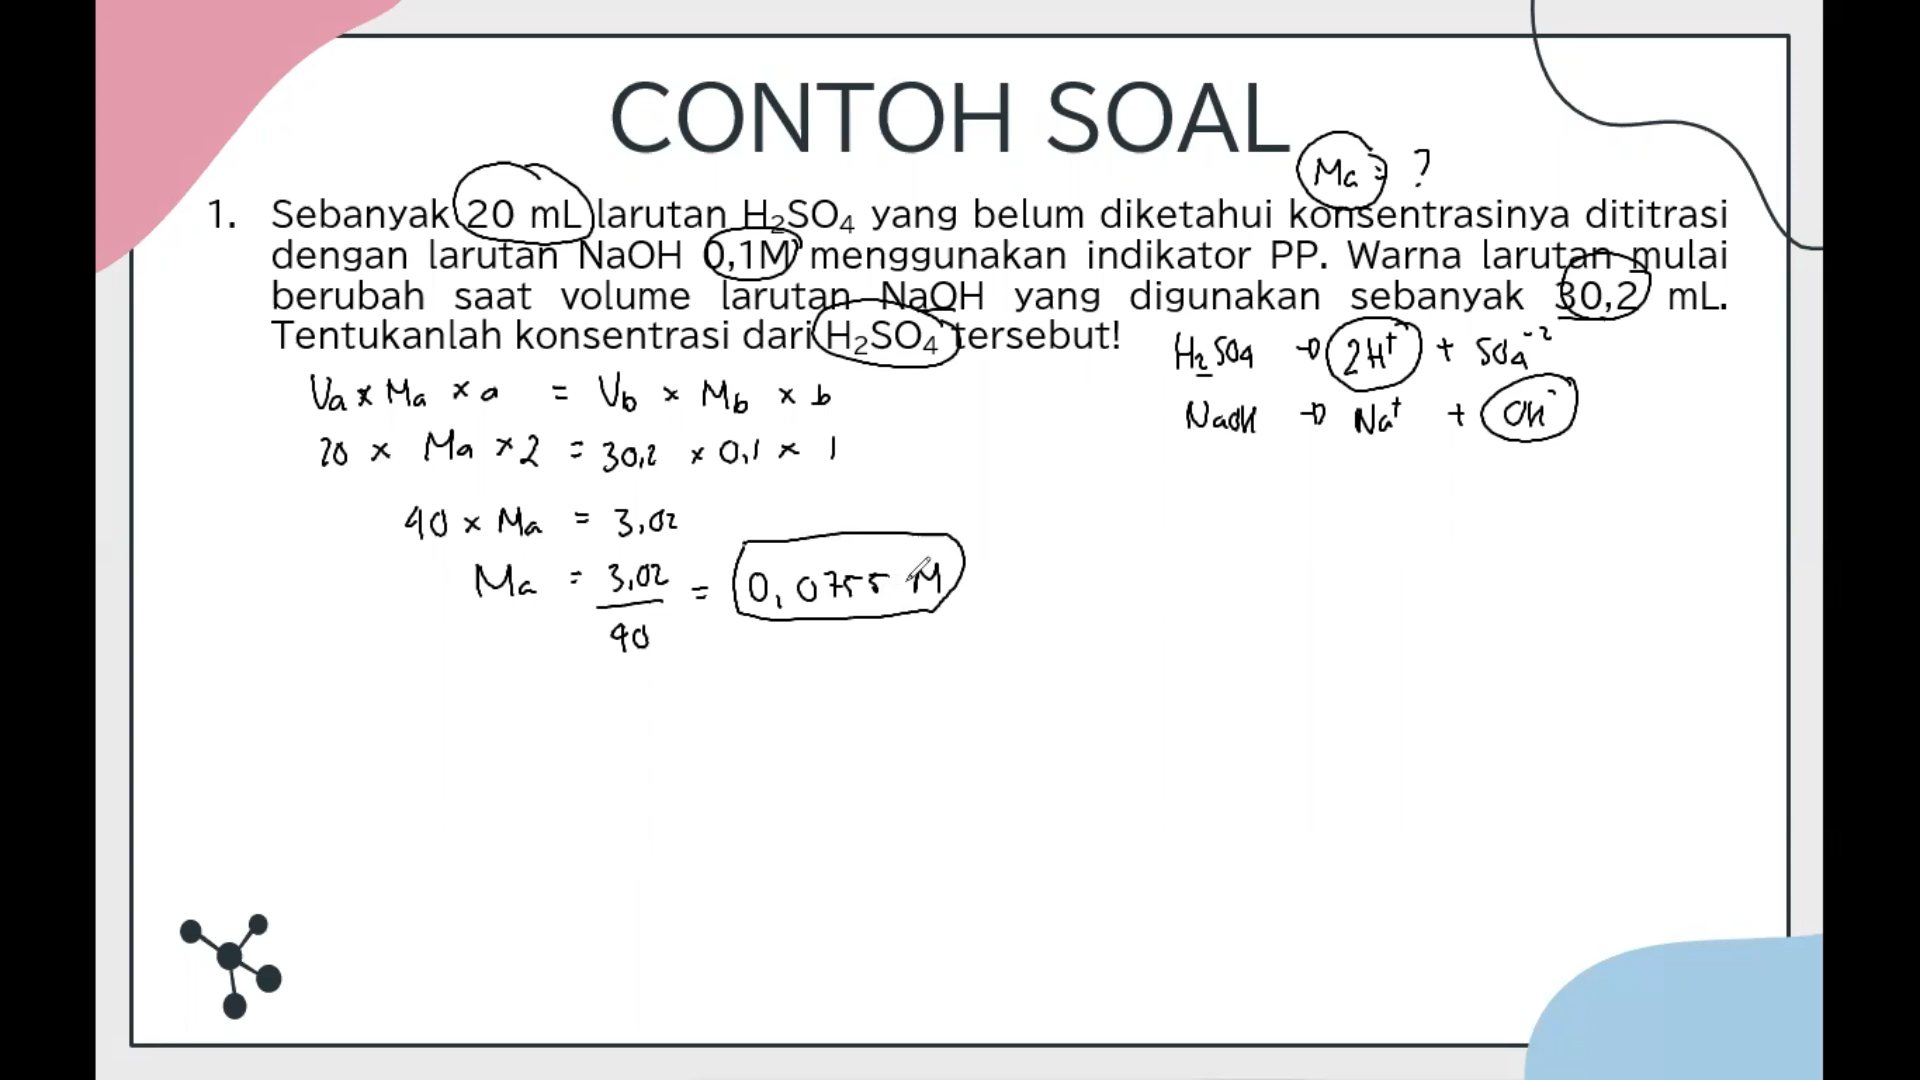 CONTOH SOAL
Ma = ?
1. Sebanyak 20 mL larutan H₂SO₄ yang belum diketahui konsentrasinya dititrasi
dengan larutan NaOH 0,1M menggunakan indikator PP. Warna larutan mulai
berubah saat volume larutan NaOH yang digunakan sebanyak 30,2 mL.
Tentukanlah konsentrasi dari H₂SO₄ tersebut!
H₂SO₄ → 2H⁺ + SO₄⁻²
Va × Ma × a = Vb × Mb × b
NaOH → Na⁺ + OH⁻
20 × Ma × 2 = 30,2 × 0,1 × 1
40 × Ma = 3,02
Ma = 3,02/40 = 0,0755 M